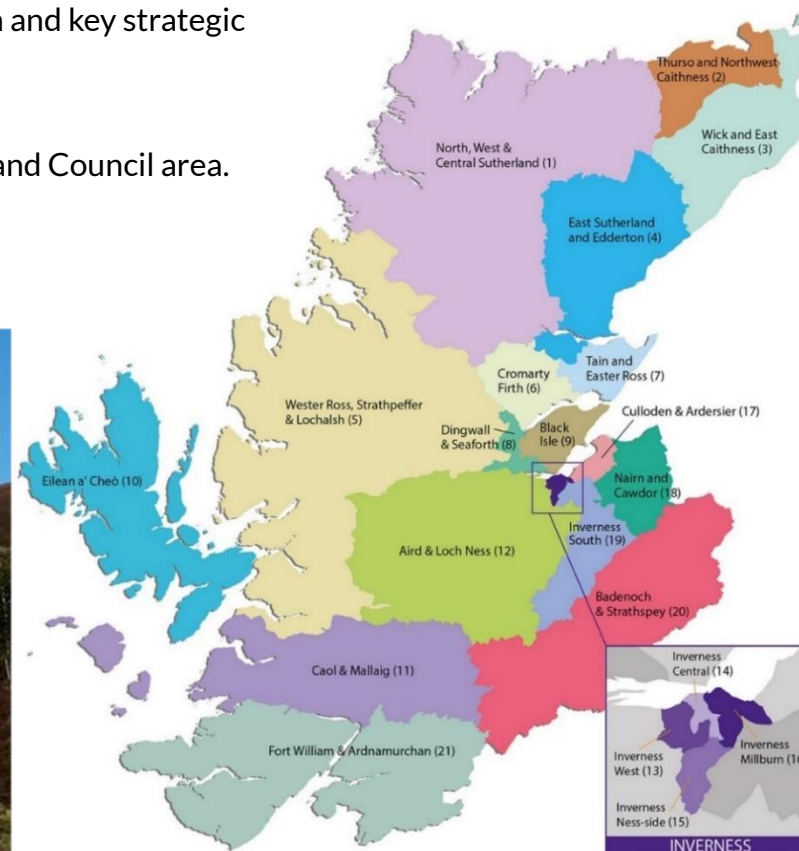 and key strategic
and Council area.
Thurso and Northwest
Caithness (2)
Wick and East
Caithness (3)
North, West &
Central Sutherland (1)
East Sutherland
and Edderton (4)
Tain and
Easter Ross (7)
Cromarty
Firth (6)
Culloden & Ardersier (17)
Wester Ross, Strathpeffer
& Lochalsh (5)
Dingwall
& Seaforth (8)
Black
Isle (9)
Eilean a' Cheò (10)
Nairn and
Cawdor (18)
Inverness
South (19)
Aird & Loch Ness (12)
Badenoch
& Strathspey (20)
Caol & Mallaig (11)
Fort William & Ardnamurchan (21)
Inverness
Central (14)
Inverness
West (13)
Inverness
Millburn (16
Inverness
Ness-side (15)
INVERNESS